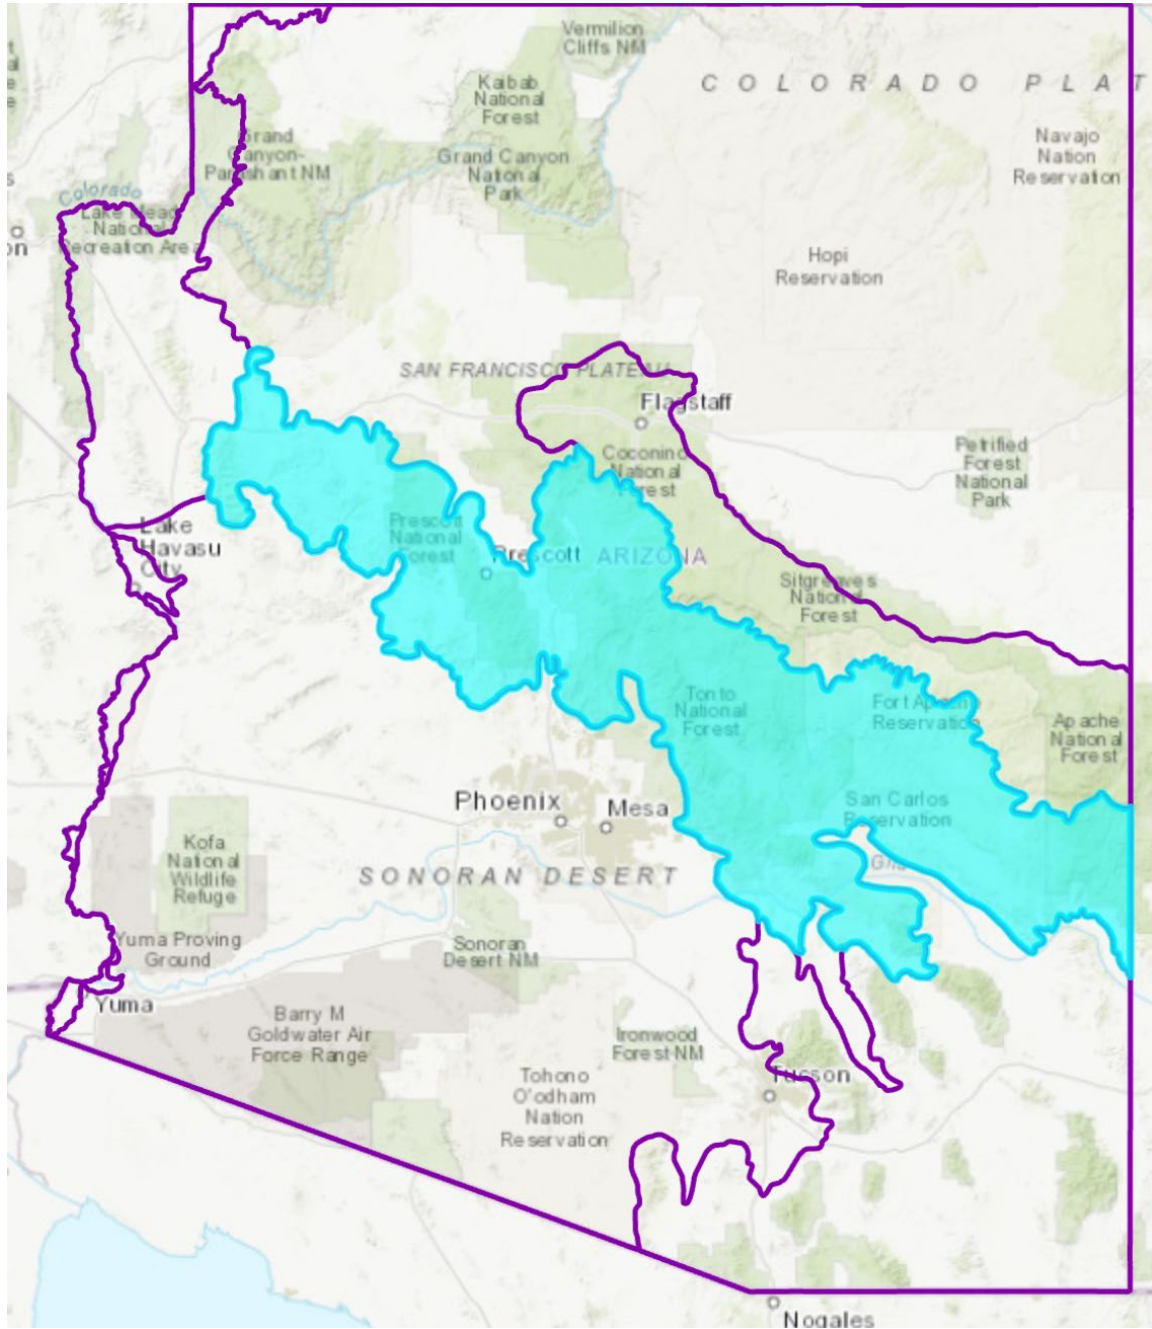 Vermilion
Cliffs NM
COLORADO PLAT
Kaibab
National
Forest
Navajo
Nation
Reservation
Grand
Canyon-
Parashant NM
Grand Canyon
National
Park
Colorado
Lake Mead
National
Recreation Area
on
Hopi
Reservation
SAN FRANCISCO PLATEAU
Flagstaff
Coconino
National
Forest
Petrified
Forest
National
Park
Lake
Havasu
City
Prescott
National
Forest
Prescott
ARIZONA
Sitgreaves
National
Forest
Tonto
National
Forest
Fort Apache
Reservation
Apache
National
Forest
San Carlos
Reservation
Phoenix
Mesa
Gila
Kofa
National
Wildlife
Refuge
SONORAN DESERT
Yuma Proving
Ground
Sonoran
Desert NM
Yuma
Barry M
Goldwater Air
Force Range
Ironwood
Forest NM
Tucson
Tohono
O'odham
Nation
Reservation
Nogales